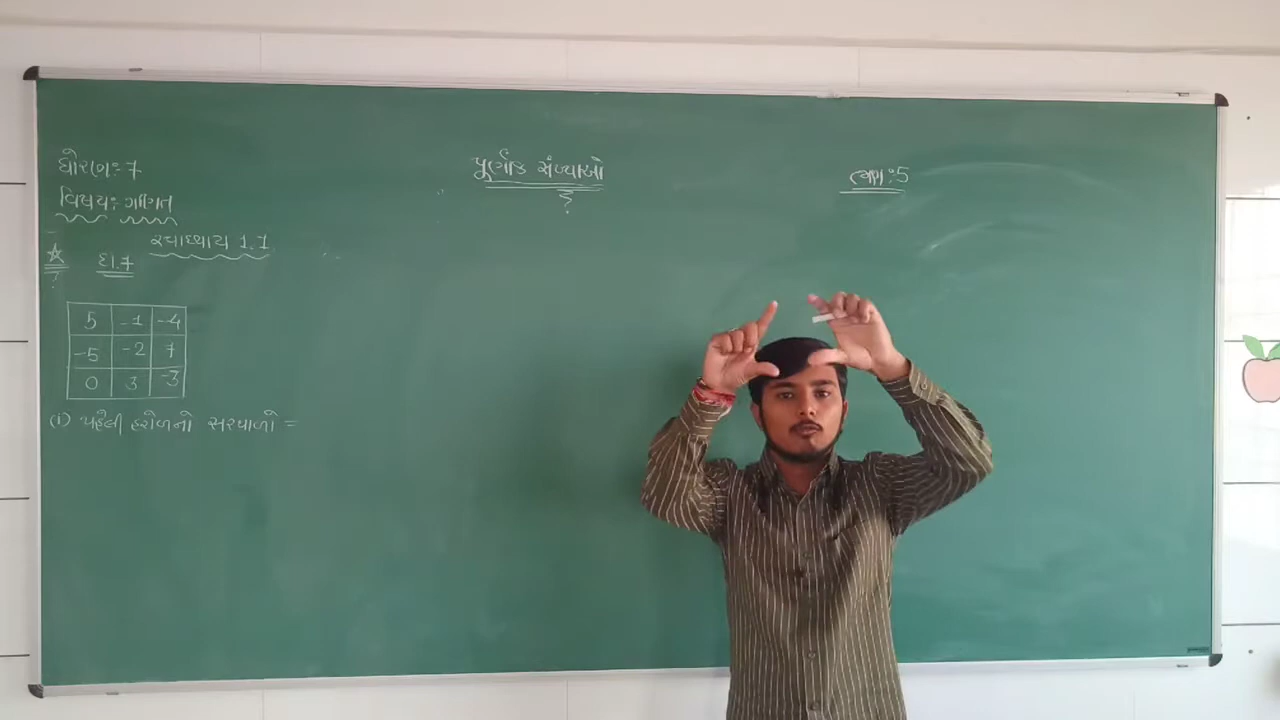 ધોરણ:-7
પૂર્ણાંક સંખ્યાઓ
ભાગ:5
વિષય: ગણિત
સ્વાધ્યાય 1.1
દા.7
5 -1 -4
-5 -2 7
0 3 -3
(i) પહેલી હરોળનો સરવાળો =